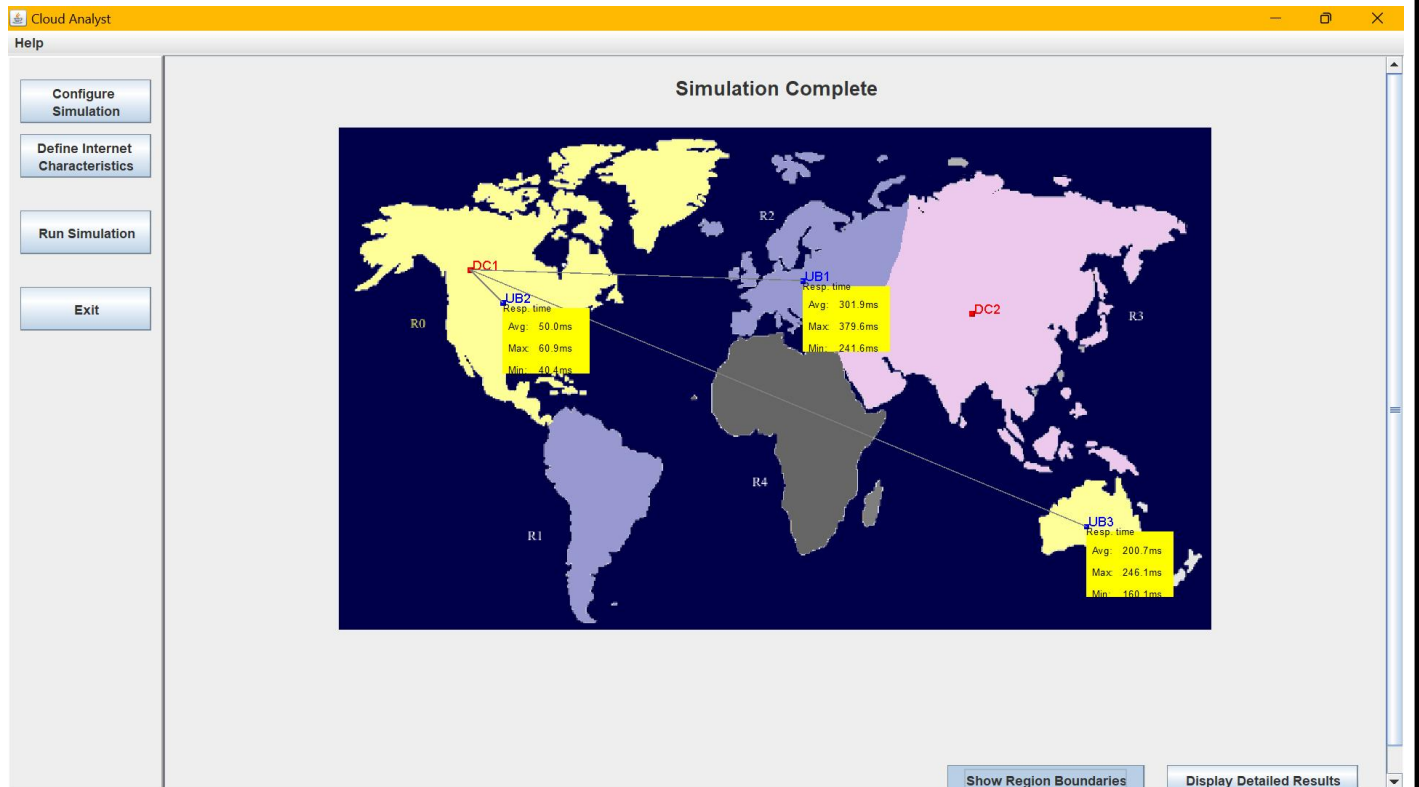 Cloud Analyst
Help
Configure
Simulation
Define Internet
Characteristics
Run Simulation
Exit
Simulation Complete
R2
DC1
UB1
Resp. time
Avg: 301.9ms
Max: 379.6ms
Min: 241.6ms
UB2
Resp. time
Avg: 50.0ms
Max: 60.9ms
Min: 40.4ms
R0
DC2
R3
R4
R1
UB3
Resp. time
Avg: 200.7ms
Max: 246.1ms
Min: 160.1ms
Show Region Boundaries
Display Detailed Results